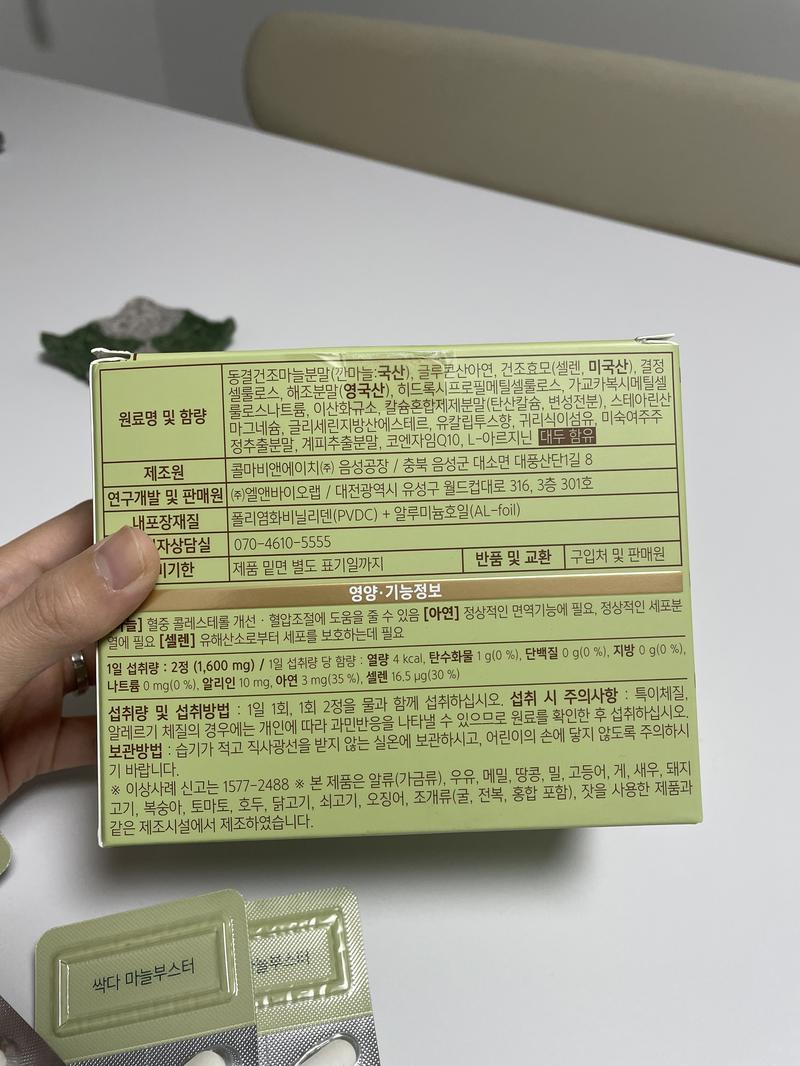 원료명 및 함량
동결건조마늘분말(깐마늘:국산), 글루콘산아연, 건조효모(셀렌, 미국산), 결정
셀룰로스, 해조분말(영국산), 히드록시프로필메틸셀룰로스, 가교카복시메틸셀
룰로스나트륨, 이산화규소, 칼슘혼합제제분말(탄산칼슘, 변성전분), 스테아린산
마그네슘, 글리세린지방산에스테르, 유칼립투스향, 귀리식이섬유, 미숙여주주
정추출분말, 계피추출분말, 코엔자임Q10, L-아르지닌 대두 함유
제조원 콜마비앤에이치㈜ 음성공장 / 충북 음성군 대소면 대풍산단1길 8
연구개발 및 판매원 ㈜엘앤바이오랩 / 대전광역시 유성구 월드컵대로 316, 3층 301호
내포장재질 폴리염화비닐리덴(PVDC) + 알루미늄호일(AL-foil)
자상담실 070-4610-5555
비기한 제품 밑면 별도 표기일까지 반품 및 교환 구입처 및 판매원
영양·기능정보
늘] 혈중 콜레스테롤 개선 · 혈압조절에 도움을 줄 수 있음 [아연] 정상적인 면역기능에 필요, 정상적인 세포분
열에 필요 [셀렌] 유해산소로부터 세포를 보호하는데 필요
1일 섭취량 : 2정 (1,600 mg) / 1일 섭취량 당 함량 : 열량 4 kcal, 탄수화물 1 g(0 %), 단백질 0 g(0 %), 지방 0 g(0 %),
나트륨 0 mg(0 %), 알리인 10 mg, 아연 3 mg(35 %), 셀렌 16.5 µg(30 %)
섭취량 및 섭취방법 : 1일 1회, 1회 2정을 물과 함께 섭취하십시오. 섭취 시 주의사항 : 특이체질,
알레르기 체질의 경우에는 개인에 따라 과민반응을 나타낼 수 있으므로 원료를 확인한 후 섭취하십시오.
보관방법 : 습기가 적고 직사광선을 받지 않는 실온에 보관하시고, 어린이의 손에 닿지 않도록 주의하시
기 바랍니다.
※ 이상사례 신고는 1577-2488 ※ 본 제품은 알류(가금류), 우유, 메밀, 땅콩, 밀, 고등어, 게, 새우, 돼지
고기, 복숭아, 토마토, 호두, 닭고기, 쇠고기, 오징어, 조개류(굴, 전복, 홍합 포함), 잣을 사용한 제품과
같은 제조시설에서 제조하였습니다.
싹다 마늘부스터
늘부스터